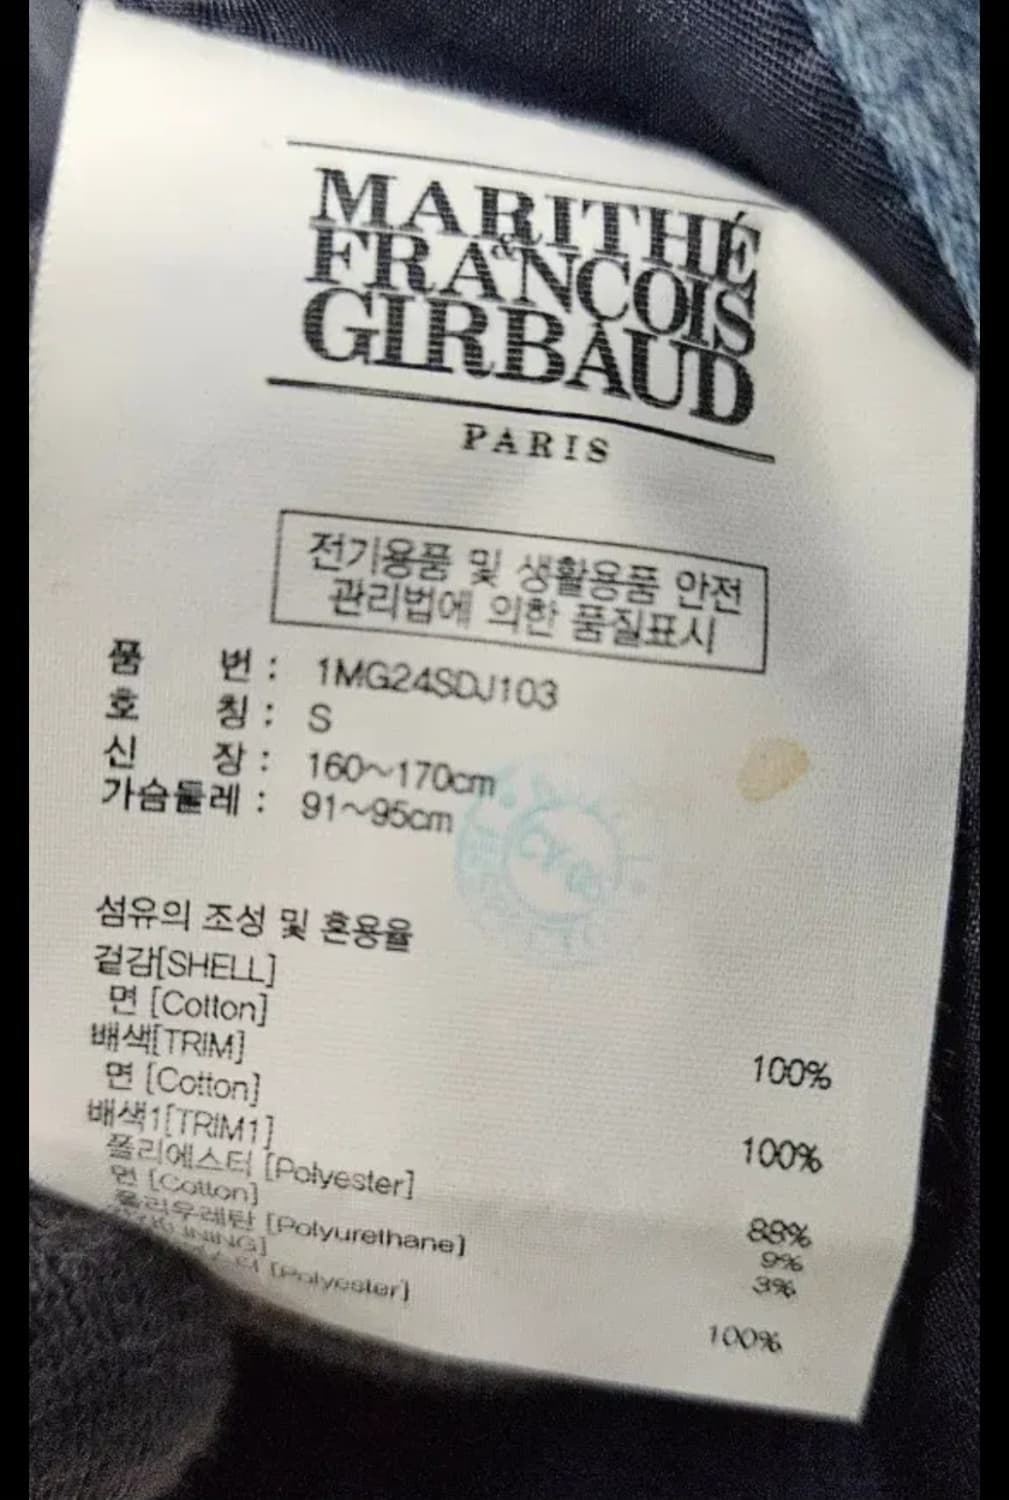 MARITHÉ
&
FRANÇOIS
GIRBAUD
PARIS
전기용품 및 생활용품 안전
관리법에 의한 품질표시
품 번 : 1MG24SDJ103
호 칭 : S
신 장 : 160~170cm
가슴둘레 : 91~95cm
섬유의 조성 및 혼용율
겉감[SHELL]
면 [Cotton] 100%
배색[TRIM]
면 [Cotton] 100%
배색1[TRIM1]
폴리에스터 [Polyester] 88%
면 [Cotton] 9%
폴리우레탄 [Polyurethane] 3%
[Polyester] 100%